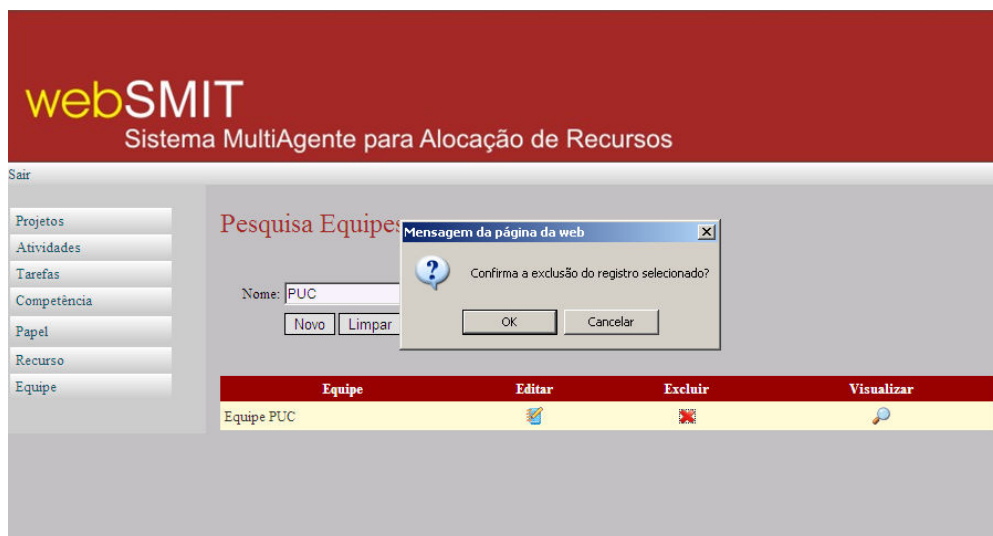 webSMIT
Sistema MultiAgente para Alocação de Recursos
Sair
Projetos
Atividades
Tarefas
Competência
Papel
Recurso
Equipe
Pesquisa Equipes
Mensagem da página da web
Confirma a exclusão do registro selecionado?
OK Cancelar
Nome: PUC
Novo Limpar
Equipe Editar Excluir Visualizar
Equipe PUC